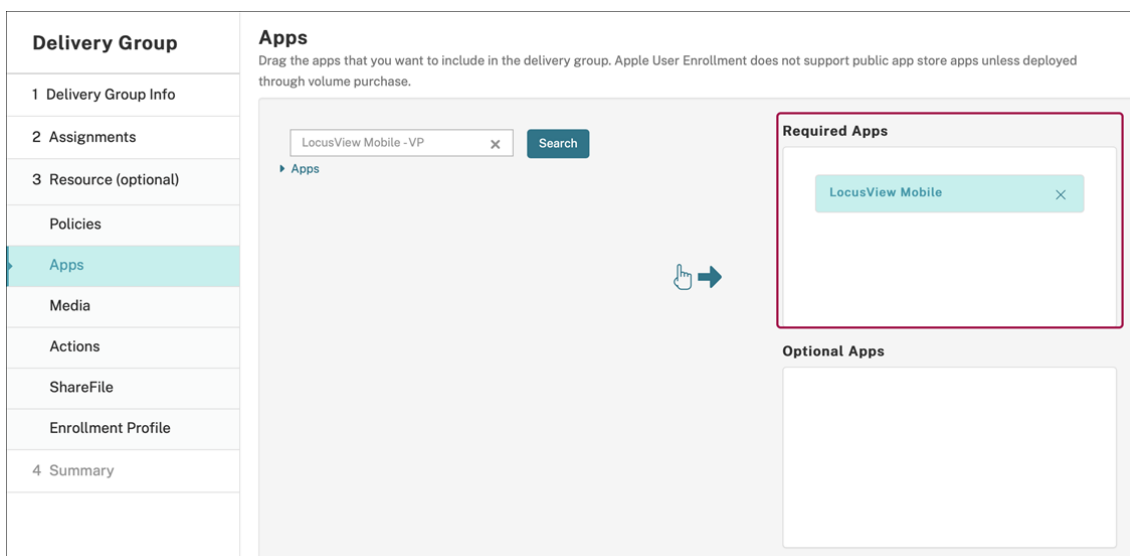 Delivery Group
1 Delivery Group Info
2 Assignments
3 Resource (optional)
Policies
Apps
Media
Actions
ShareFile
Enrollment Profile
4 Summary
Apps
Drag the apps that you want to include in the delivery group. Apple User Enrollment does not support public app store apps unless deployed
through volume purchase.
LocusView Mobile - VP
Search
Apps
Required Apps
LocusView Mobile
Optional Apps